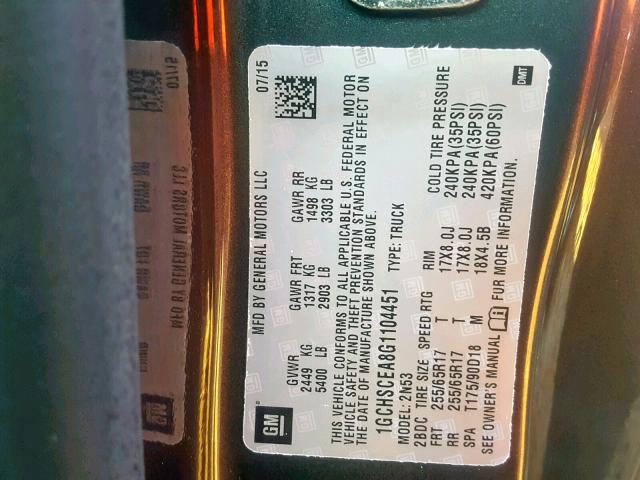 GM
MFD BY GENERAL MOTORS LLC
07/15
GVWR GAWR FRT GAWR RR
2449 KG 1317 KG 1498 KG
5400 LB 2903 LB 3303 LB
THIS VEHICLE CONFORMS TO ALL APPLICABLE U.S. FEDERAL MOTOR
VEHICLE SAFETY AND THEFT PREVENTION STANDARDS IN EFFECT ON
THE DATE OF MANUFACTURE SHOWN ABOVE.
1GCHSCEA8G1104451 TYPE: TRUCK
MODEL: 2N53
2BDC TIRE SIZE SPEED RTG RIM COLD TIRE PRESSURE
FRT 255/65R17 T 17X8.0J 240KPA(35PSI)
RR 255/65R17 T 17X8.0J 240KPA(35PSI)
SPA T175/90D18 M 18X4.5B 420KPA(60PSI)
SEE OWNER'S MANUAL FOR MORE INFORMATION.
DMT